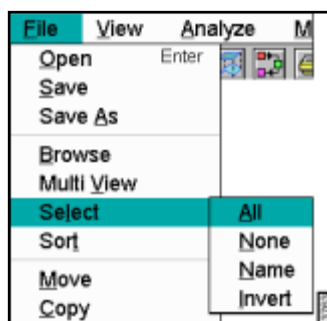 File View Analyze M
Open Enter
Save
Save As
Browse
Multi View
Select All
Sort None
Name
Move Invert
Copy